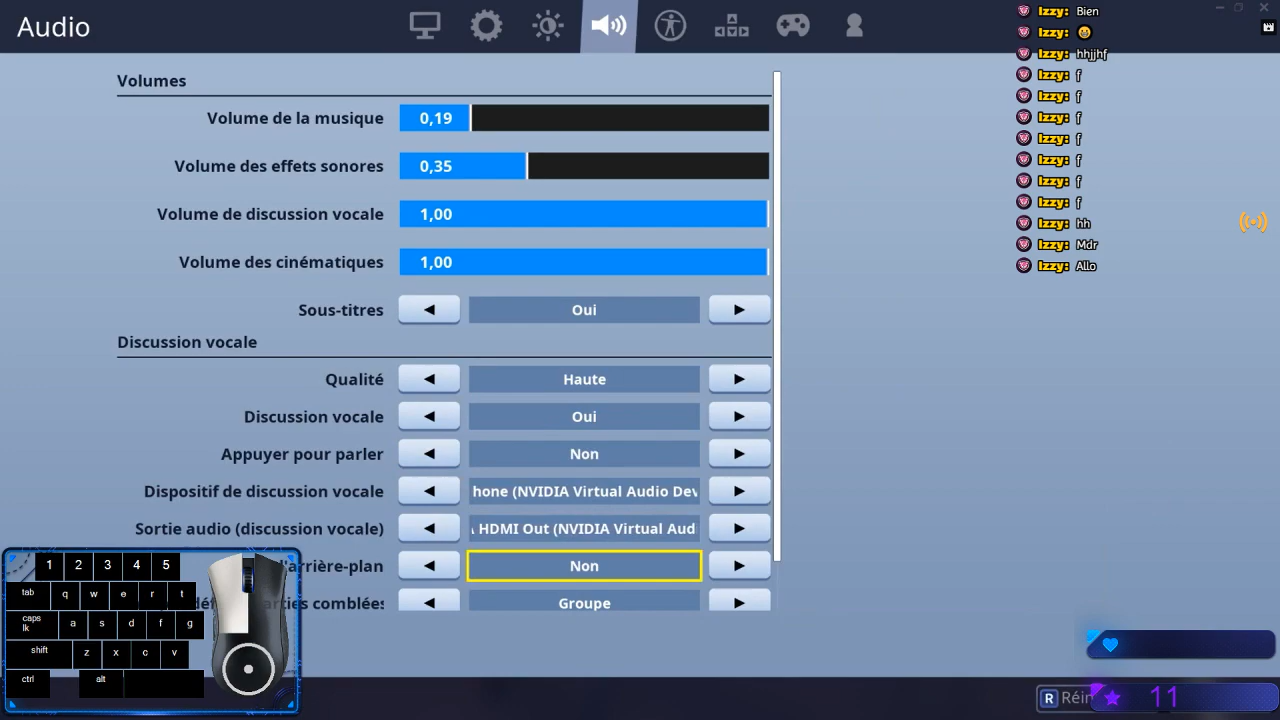 Audio
Volumes
Volume de la musique 0,19
Volume des effets sonores 0,35
Volume de discussion vocale 1,00
Volume des cinématiques 1,00
Sous-titres Oui
Discussion vocale
Qualité Haute
Discussion vocale Oui
Appuyer pour parler Non
Dispositif de discussion vocale hone (NVIDIA Virtual Audio Dev
Sortie audio (discussion vocale) HDMI Out (NVIDIA Virtual Aud
arrière-plan Non
comblées Groupe
1 2 3 4 5
tab q w e r t
caps lk a s d f g
shift z x c v
ctrl alt
Izzy: Bien
Izzy:
Izzy: hhjjhf
Izzy: f
Izzy: f
Izzy: f
Izzy: f
Izzy: f
Izzy: f
Izzy: f
Izzy: hh
Izzy: Mdr
Izzy: Allo
R Réin
11